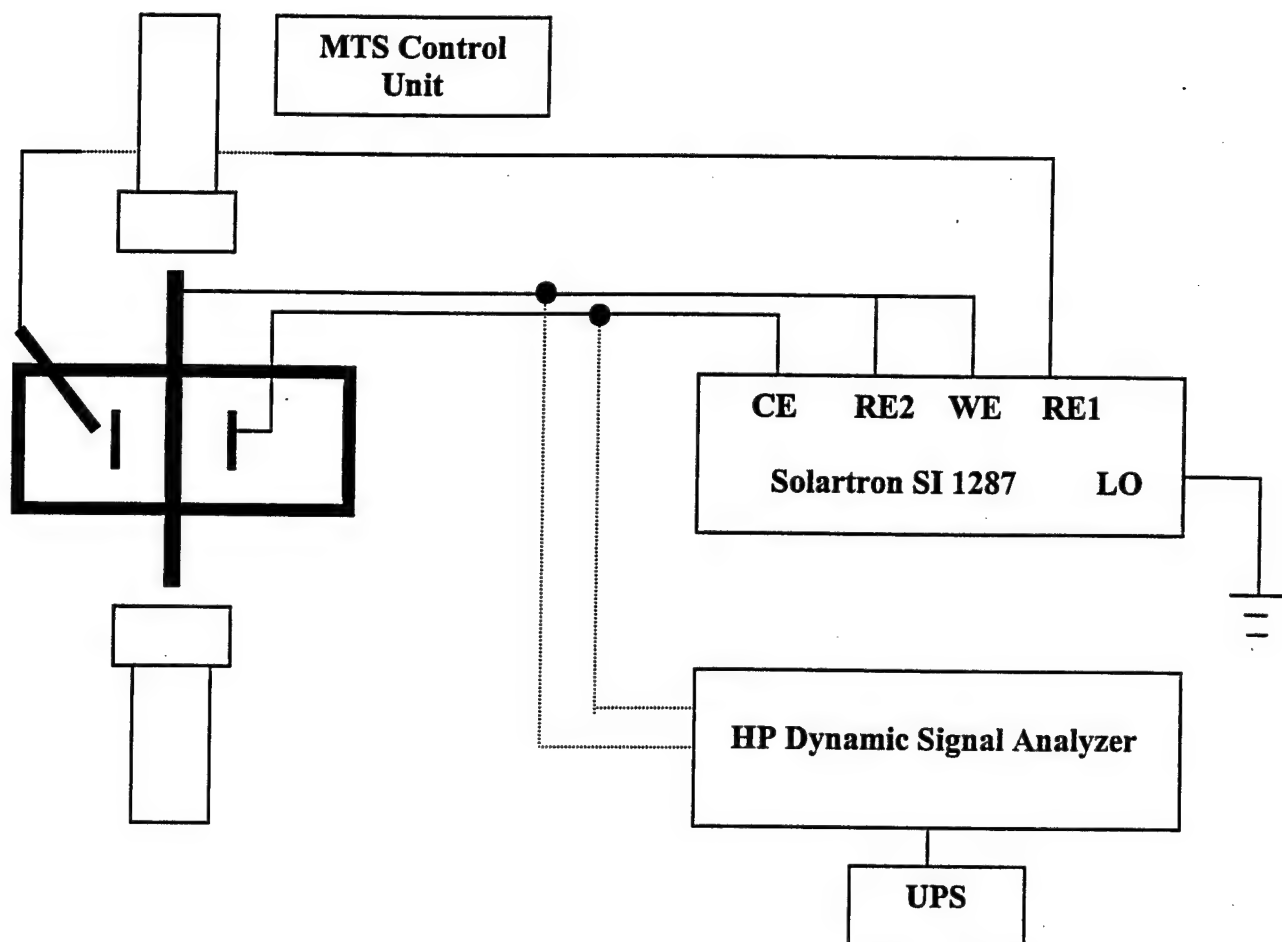 MTS Control
Unit
CE RE2 WE RE1
Solartron SI 1287 LO
HP Dynamic Signal Analyzer
UPS